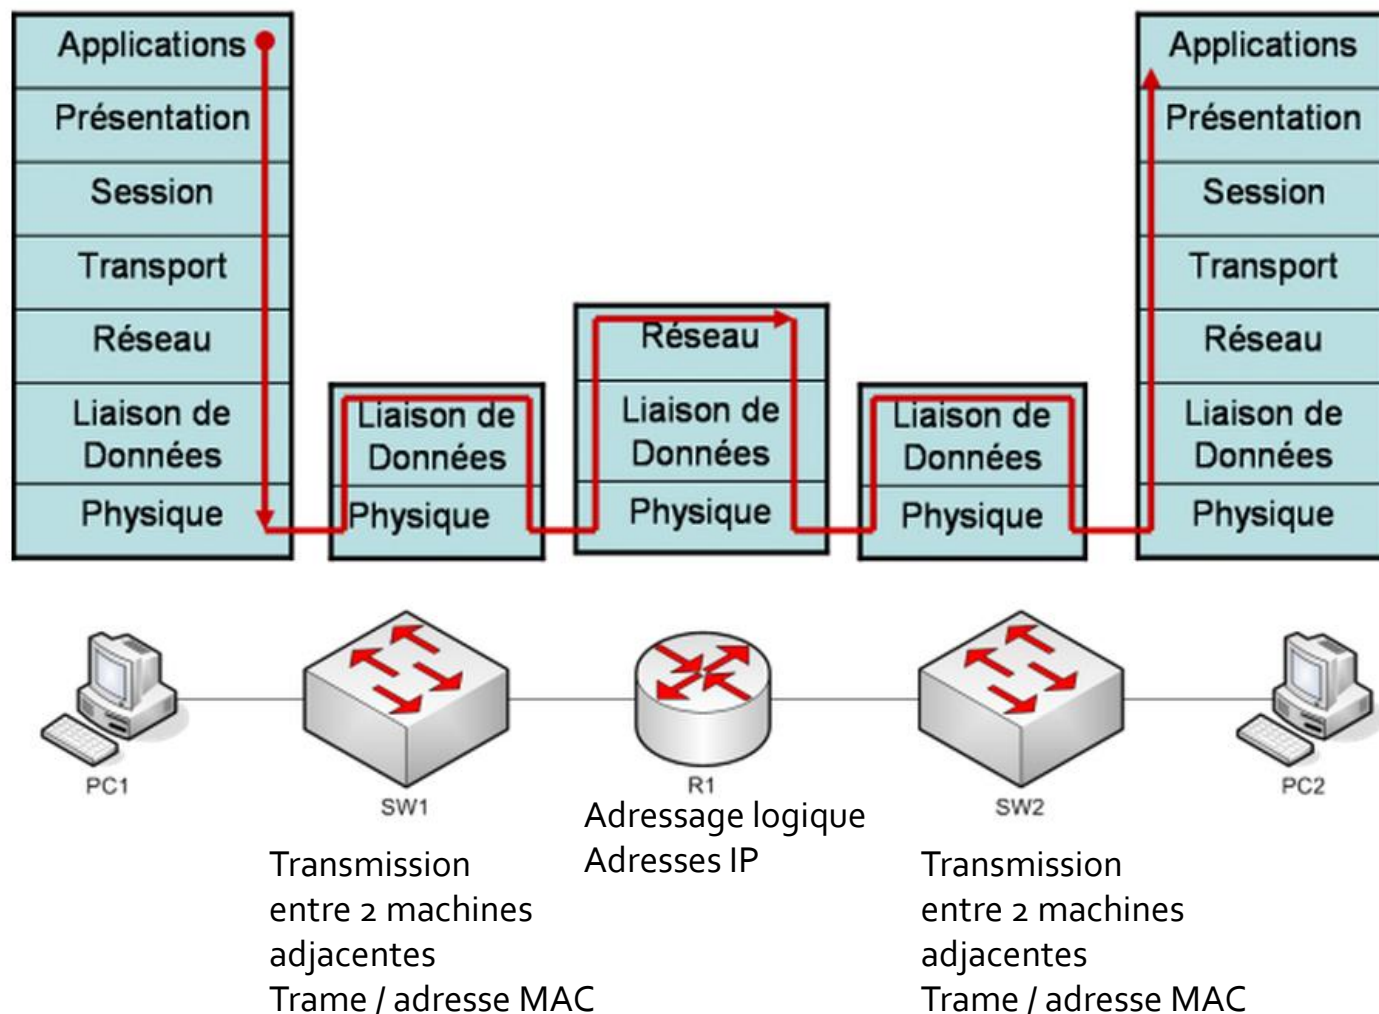 Applications
Présentation
Session
Transport
Réseau
Liaison de
Données
Physique
Liaison de
Données
Physique
Réseau
Liaison de
Données
Physique
Liaison de
Données
Physique
Applications
Présentation
Session
Transport
Réseau
Liaison de
Données
Physique
PC1
SW1
R1
SW2
PC2
Transmission
entre 2 machines
adjacentes
Trame / adresse MAC
Adressage logique
Adresses IP
Transmission
entre 2 machines
adjacentes
Trame / adresse MAC